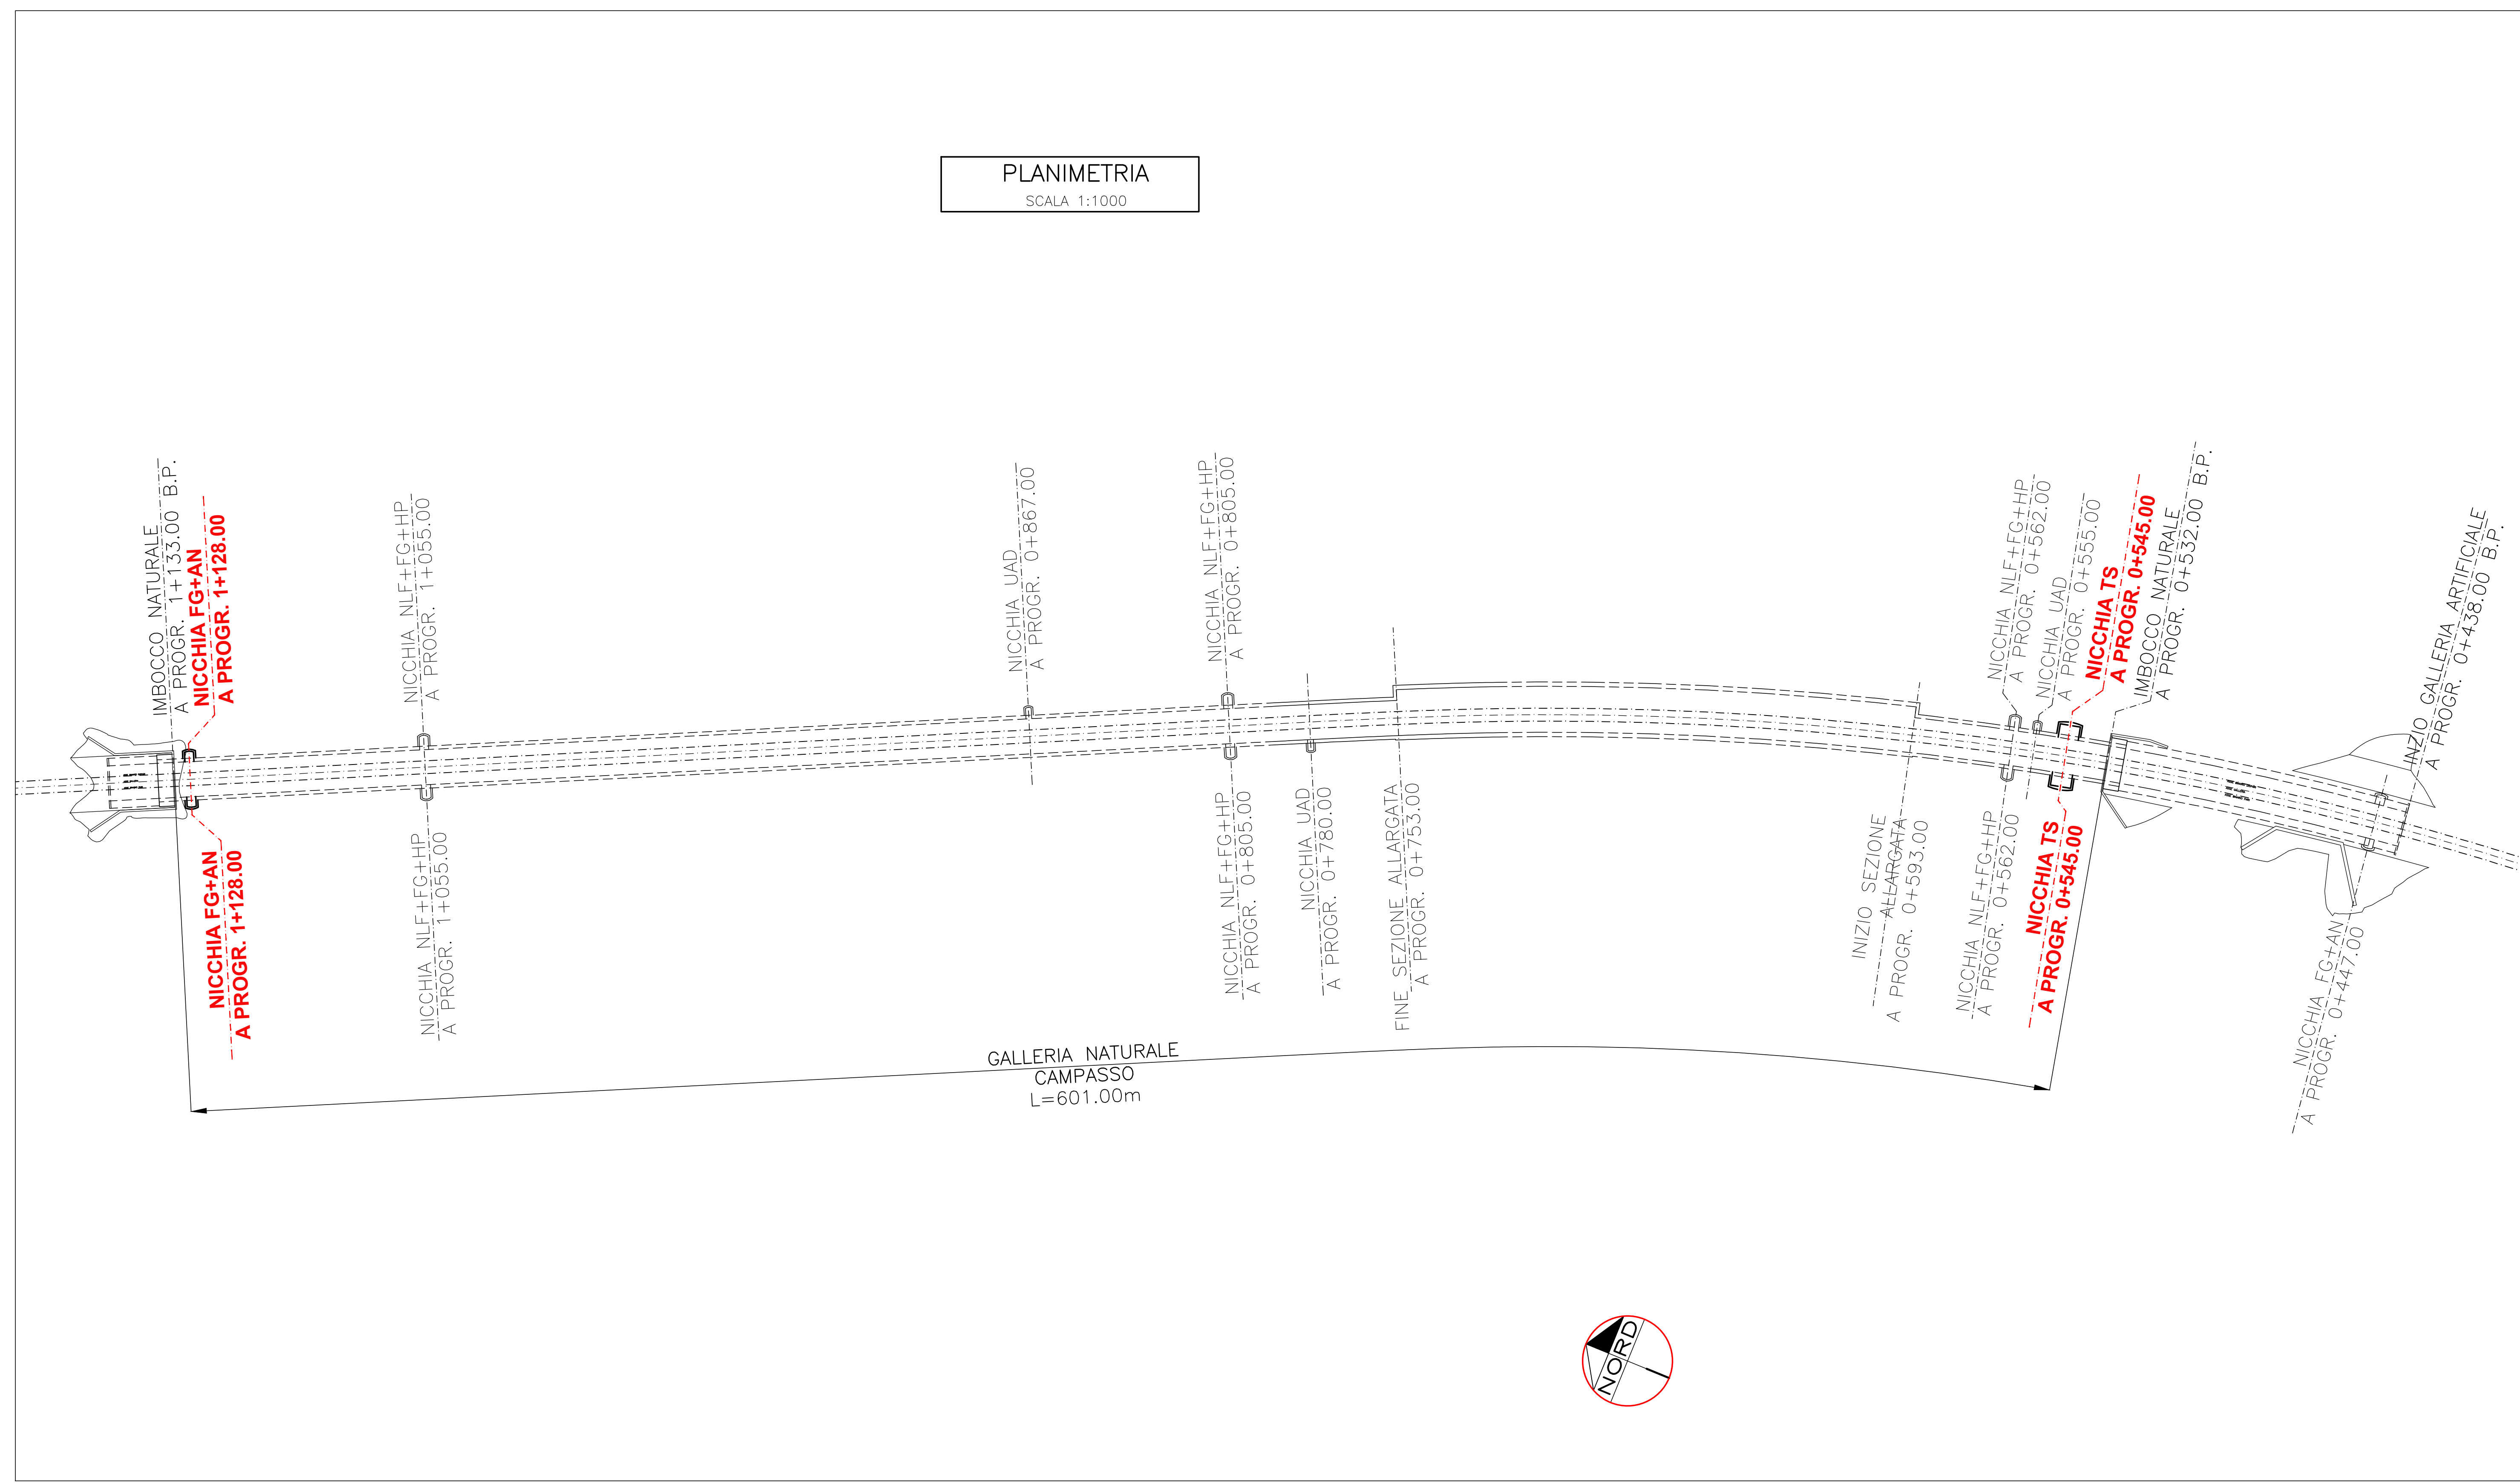 PLANIMETRIA
SCALA 1:1000
IMBOCCO NATURALE
A PROGR. 1+133.00 B.P.
NICCHIA FG+AN
A PROGR. 1+128.00
NICCHIA NLF+FG+HP
A PROGR. 1+055.00
NICCHIA UAD
A PROGR. 0+867.00
NICCHIA NLF+FG+HP
A PROGR. 0+805.00
NICCHIA NLF+FG+HP
A PROGR. 0+562.00
NICCHIA UAD
A PROGR. 0+555.00
NICCHIA TS
A PROGR. 0+545.00
IMBOCCO NATURALE
A PROGR. 0+532.00 B.P.
INIZIO GALLERIA ARTIFICIALE
A PROGR. 0+438.00 B.P.
NICCHIA FG+AN
A PROGR. 1+128.00
NICCHIA NLF+FG+HP
A PROGR. 1+055.00
NICCHIA NLF+FG+HP
A PROGR. 0+805.00
NICCHIA UAD
A PROGR. 0+780.00
FINE SEZIONE ALLARGATA
A PROGR. 0+753.00
INIZIO SEZIONE
ALLARGATA
A PROGR. 0+593.00
NICCHIA NLF+FG+HP
A PROGR. 0+562.00
NICCHIA TS
A PROGR. 0+545.00
NICCHIA FG+AN
A PROGR. 0+447.00
GALLERIA NATURALE
CAMPASSO
L=601.00m
NORD